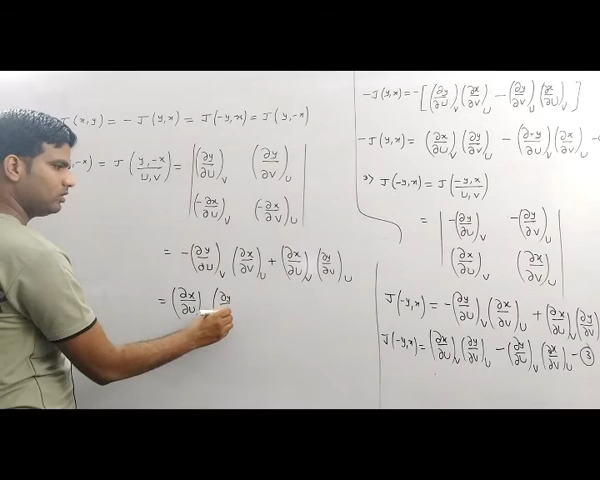 J(x,y) = - J(y,x) = J(-y,x) = J(y,-x)
,-x) = J(y,-x / U,V) = | (∂y/∂U)_V (∂y/∂V)_U |
| (-∂x/∂U)_V (-∂x/∂V)_U |
= -(∂y/∂U)_V (∂x/∂V)_U + (∂x/∂U)_V (∂y/∂V)_U
= (∂x/∂U)_V (∂y
-J(y,x) = -[(∂y/∂U)_V (∂x/∂V)_U - (∂y/∂V)_U (∂x/∂U)_V]
-J(y,x) = (∂x/∂U)_V (∂y/∂V)_U - (∂y/∂U)_V (∂x/∂V)_U -
=> J(-y,x) = J(-y,x / U,V)
= | -(∂y/∂U)_V -(∂y/∂V)_U |
| (∂x/∂U)_V (∂x/∂V)_U |
J(-y,x) = -(∂y/∂U)_V (∂x/∂V)_U + (∂x/∂U)_V (∂y/∂V)
J(-y,x) = (∂x/∂U)_V (∂y/∂V)_U - (∂y/∂U)_V (∂x/∂V)_U - ③